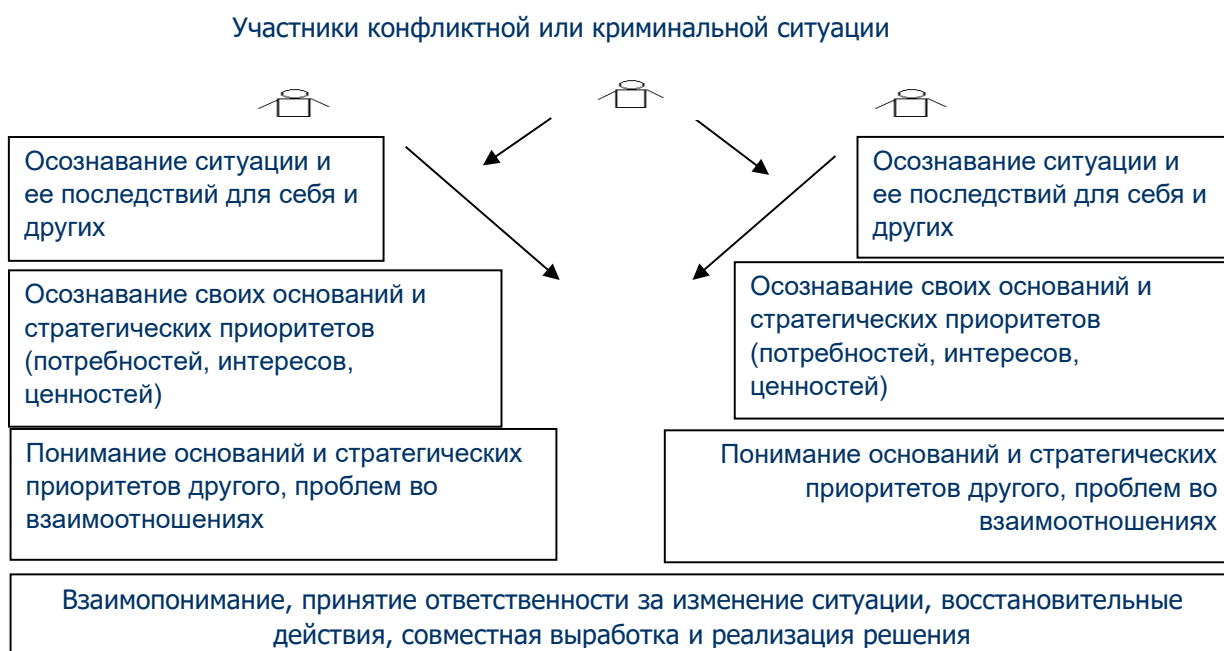 Участники конфликтной или криминальной ситуации
Осознавание ситуации и
ее последствий для себя и
других
Осознавание ситуации и
ее последствий для себя и
других
Осознавание своих оснований и
стратегических приоритетов
(потребностей, интересов,
ценностей)
Осознавание своих оснований и
стратегических приоритетов
(потребностей, интересов,
ценностей)
Понимание оснований и стратегических
приоритетов другого, проблем во
взаимоотношениях
Понимание оснований и стратегических
приоритетов другого, проблем во
взаимоотношениях
Взаимопонимание, принятие ответственности за изменение ситуации, восстановительные
действия, совместная выработка и реализация решения